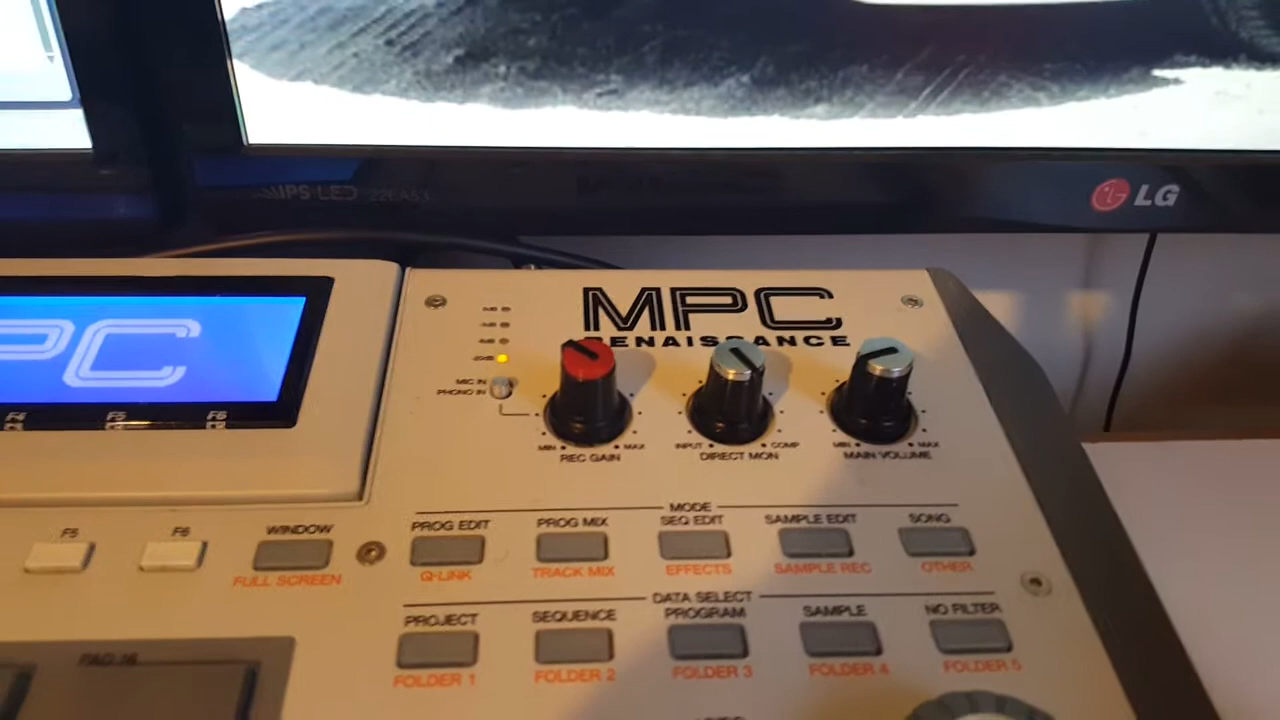 IPS LED 22EA53
LG
MPC
RENAISSANCE
PC
MIC IN
PHONO IN
MIN MAX
REC GAIN
INPUT COMP
DIRECT MON
MIN MAX
MAIN VOLUME
F4 F5 F6
F5 F6 WINDOW
FULL SCREEN
MODE
PROG EDIT PROG MIX SEQ EDIT SAMPLE EDIT SONG
Q-LINK TRACK MIX EFFECTS SAMPLE REC OTHER
DATA SELECT
PROJECT SEQUENCE PROGRAM SAMPLE NO FILTER
FOLDER 1 FOLDER 2 FOLDER 3 FOLDER 4 FOLDER 5
PAD 16